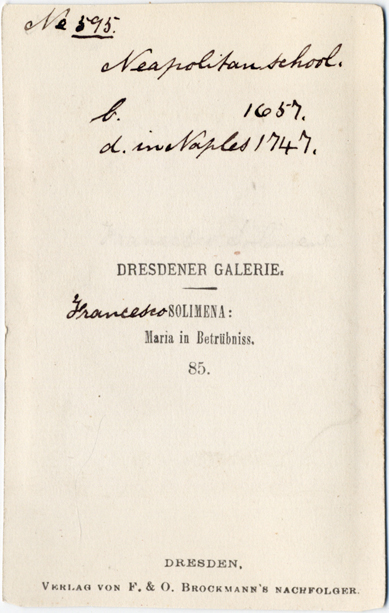 No 595.
Neapolitan school.
b. 1657.
d. in Naples 1747.
DRESDENER GALERIE.
Francesco SOLIMENA:
Maria in Betrübniss.
85.
DRESDEN,
VERLAG VON F. & O. BROCKMANN'S NACHFOLGER.